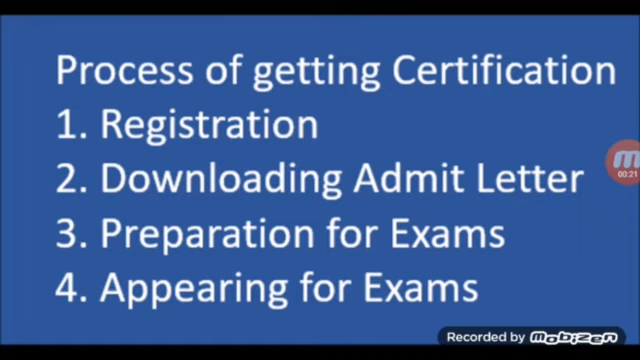 Process of getting Certification
1. Registration
2. Downloading Admit Letter
3. Preparation for Exams
4. Appearing for Exams
m
00:21
Recorded by mobizen